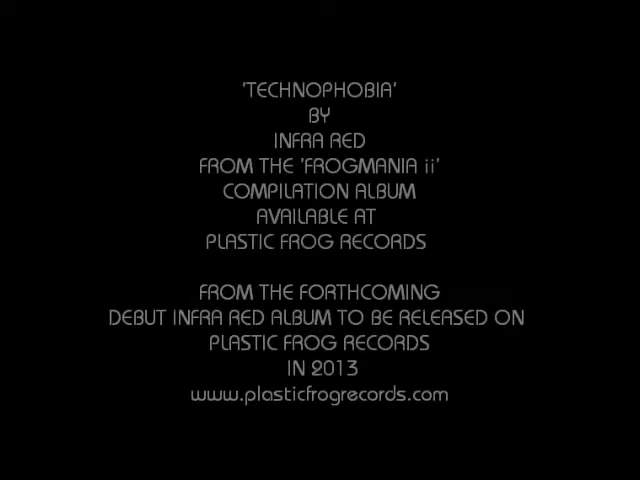 'TECHNOPHOBIA'
BY
INFRA RED
FROM THE 'FROGMANIA ii'
COMPILATION ALBUM
AVAILABLE AT
PLASTIC FROG RECORDS
FROM THE FORTHCOMING
DEBUT INFRA RED ALBUM TO BE RELEASED ON
PLASTIC FROG RECORDS
IN 2013
www.plasticfrogrecords.com